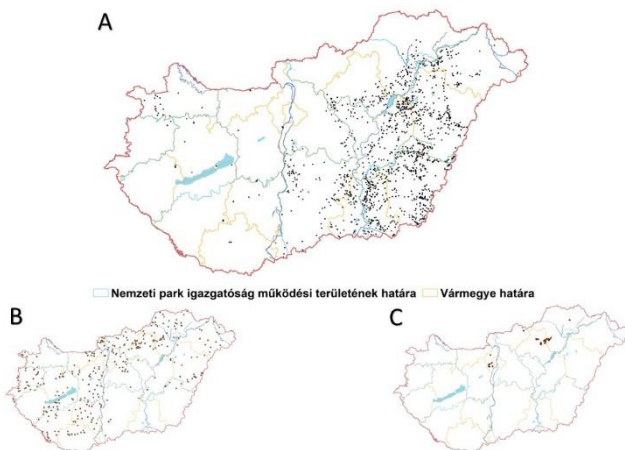 A
Nemzeti park igazgatóság működési területének határa Vármegye határa
B
C